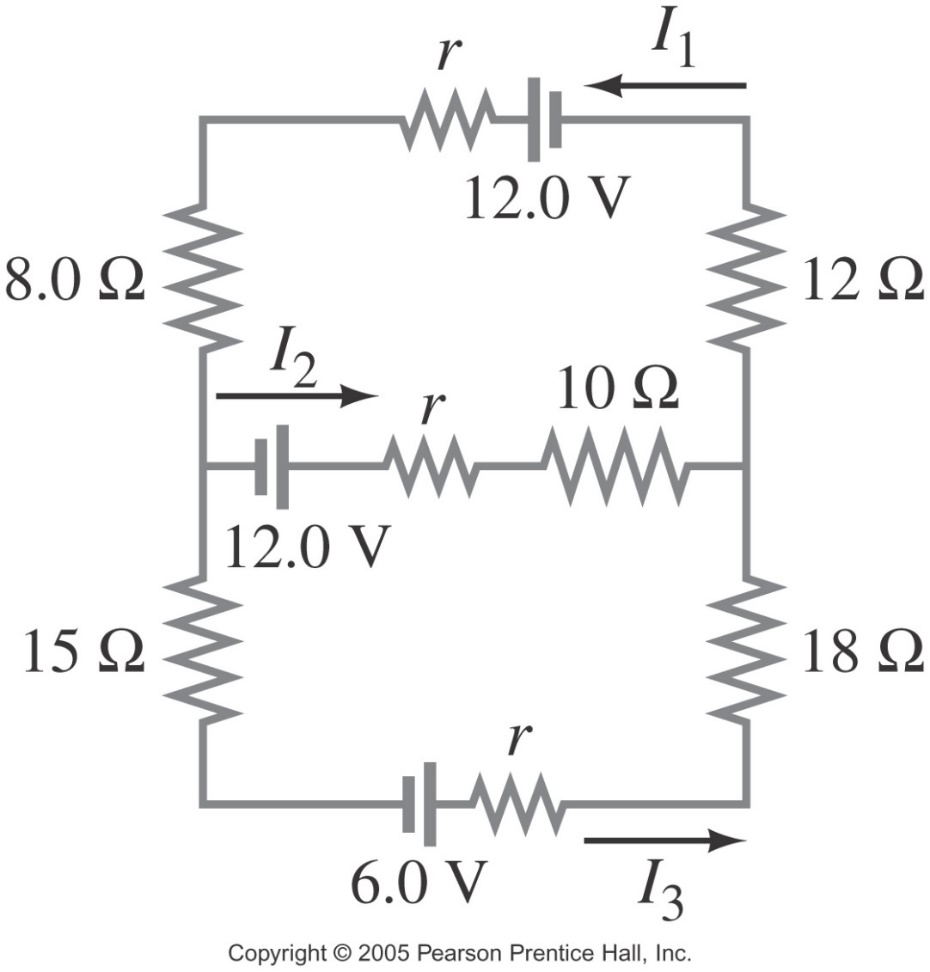 I₁
r
12.0 V
8.0 Ω
12 Ω
I₂
r
10 Ω
12.0 V
15 Ω
18 Ω
r
6.0 V
I₃
Copyright © 2005 Pearson Prentice Hall, Inc.